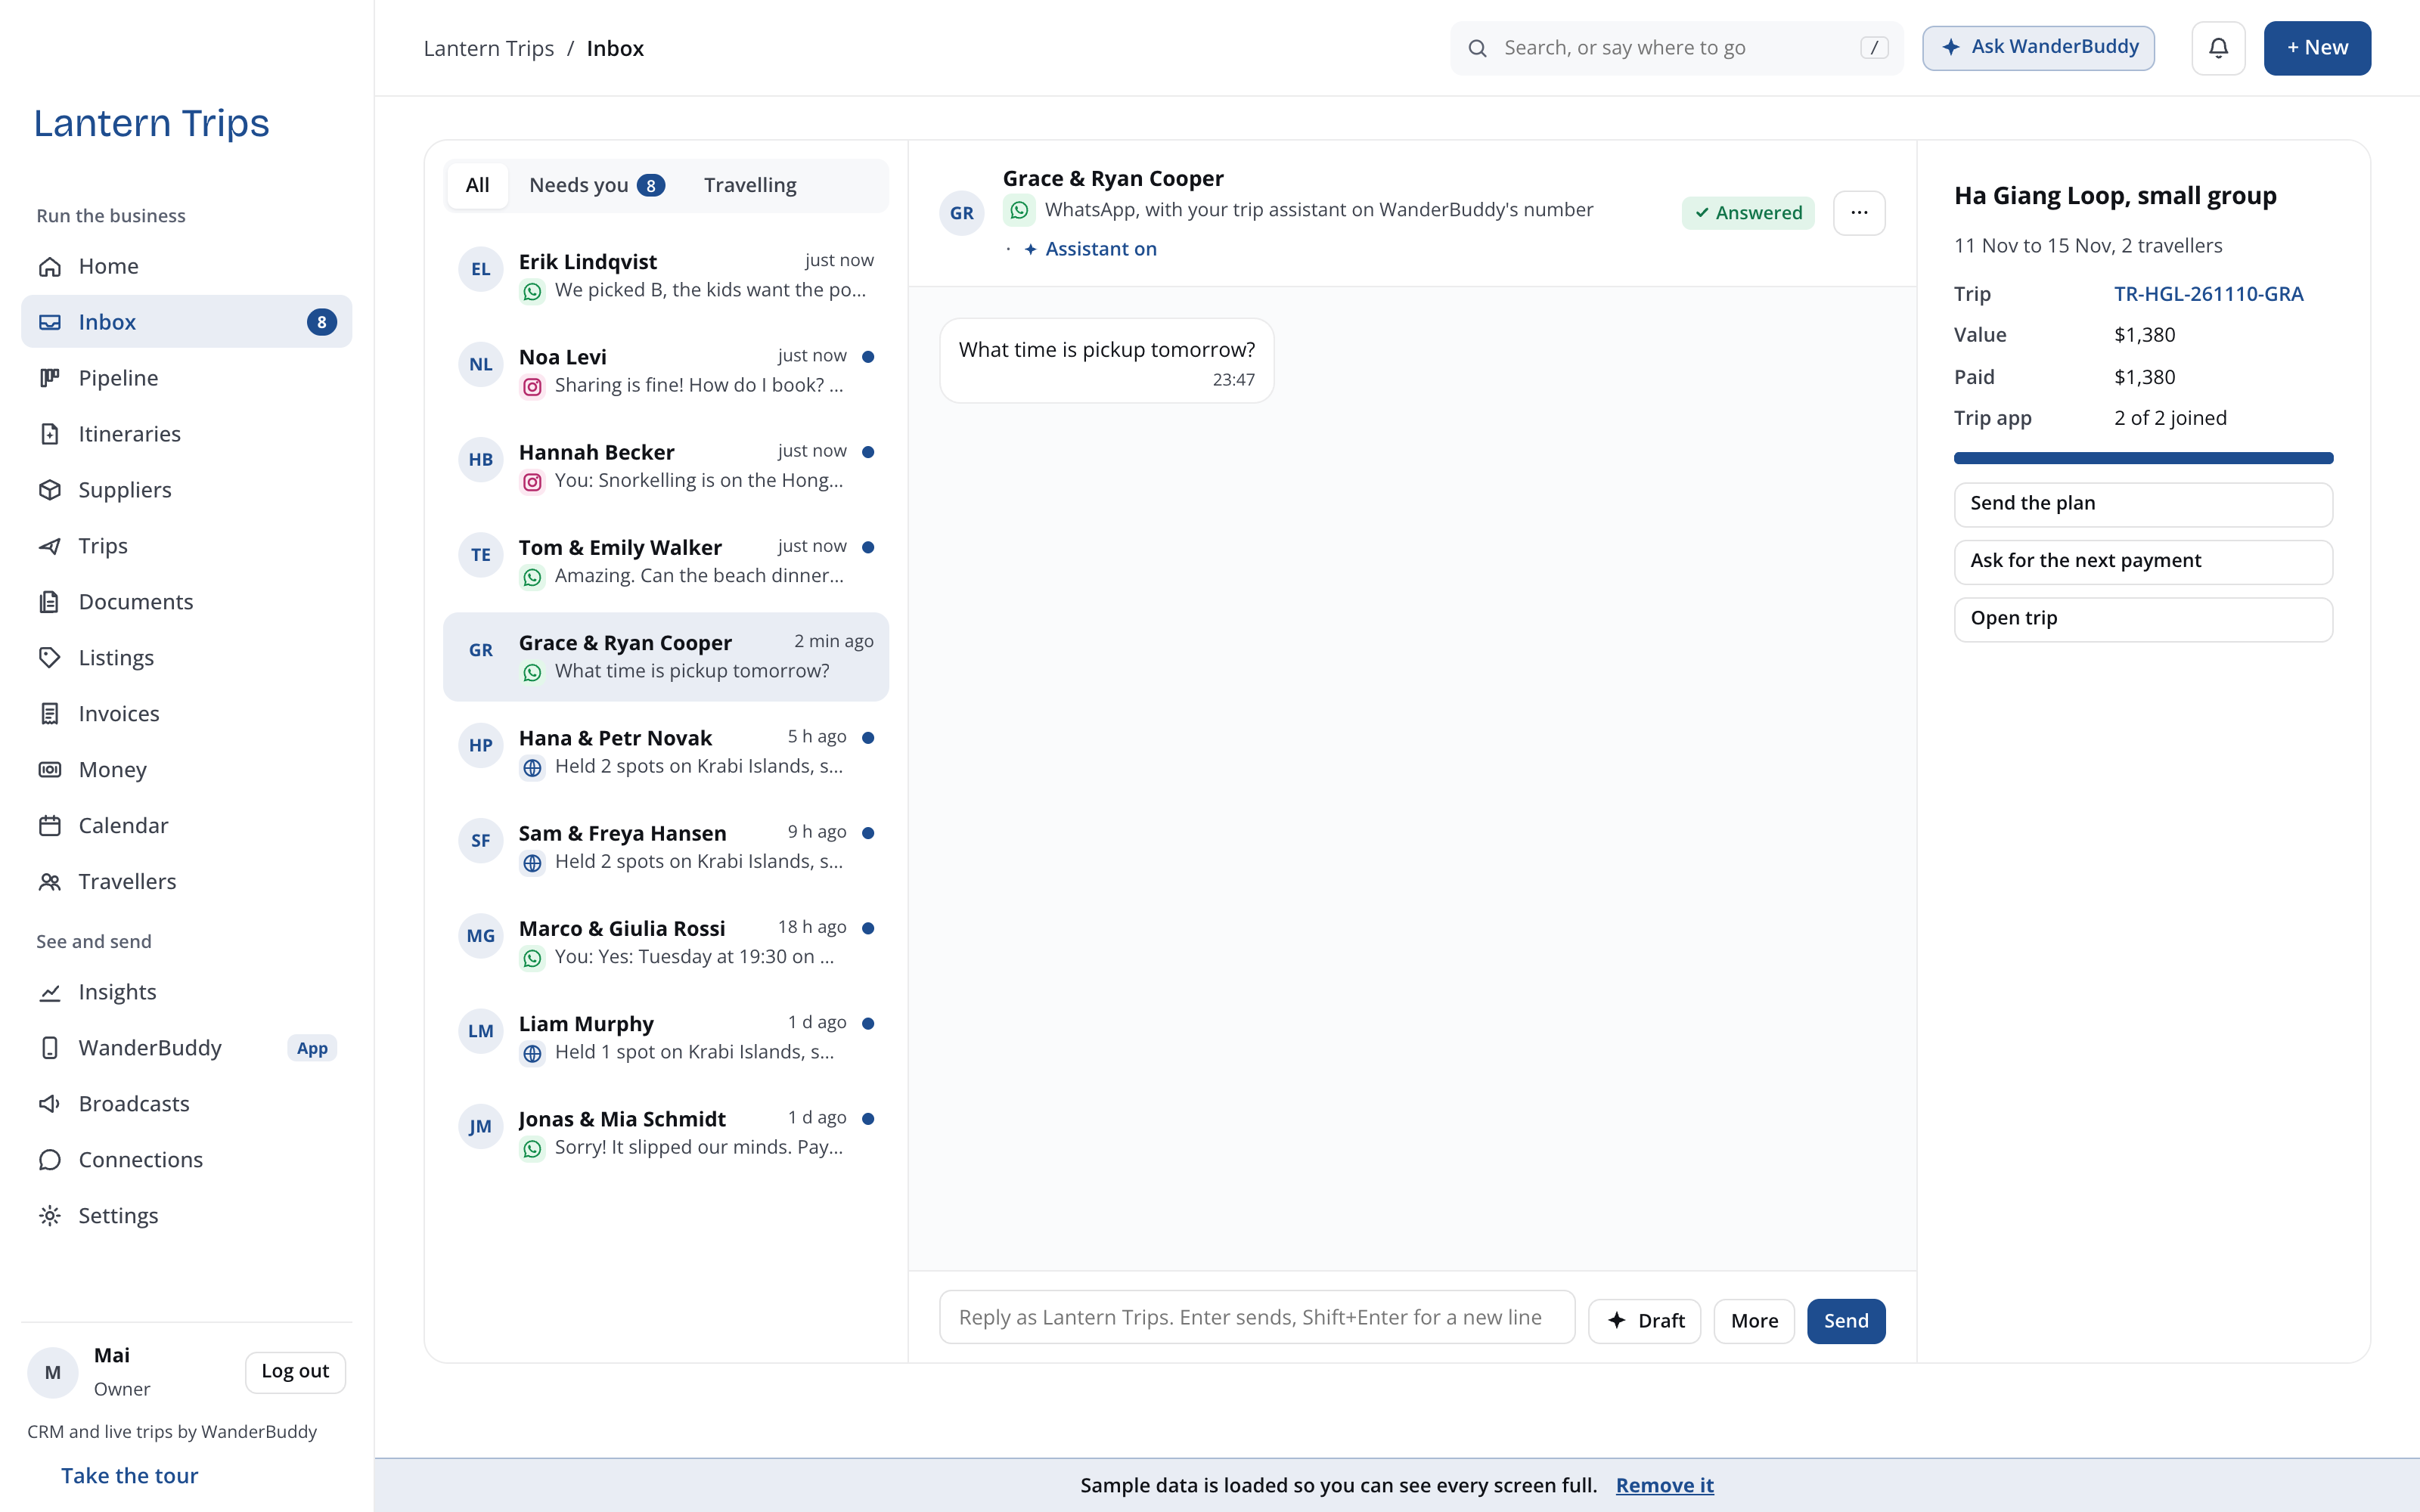 Lantern Trips
Run the business
Home
Inbox 8
Pipeline
Itineraries
Suppliers
Trips
Documents
Listings
Invoices
Money
Calendar
Travellers
See and send
Insights
WanderBuddy App
Broadcasts
Connections
Settings
M
Mai
Owner
Log out
CRM and live trips by WanderBuddy
Take the tour
Lantern Trips / Inbox
Search, or say where to go /
Ask WanderBuddy
+ New
All Needs you 8 Travelling
EL
Erik Lindqvist just now
We picked B, the kids want the po...
NL
Noa Levi just now
Sharing is fine! How do I book? ...
HB
Hannah Becker just now
You: Snorkelling is on the Hong...
TE
Tom & Emily Walker just now
Amazing. Can the beach dinner...
GR
Grace & Ryan Cooper 2 min ago
What time is pickup tomorrow?
HP
Hana & Petr Novak 5 h ago
Held 2 spots on Krabi Islands, s...
SF
Sam & Freya Hansen 9 h ago
Held 2 spots on Krabi Islands, s...
MG
Marco & Giulia Rossi 18 h ago
You: Yes: Tuesday at 19:30 on ...
LM
Liam Murphy 1 d ago
Held 1 spot on Krabi Islands, s...
JM
Jonas & Mia Schmidt 1 d ago
Sorry! It slipped our minds. Pay...
GR
Grace & Ryan Cooper
WhatsApp, with your trip assistant on WanderBuddy's number
· Assistant on
Answered
...
What time is pickup tomorrow?
23:47
Reply as Lantern Trips. Enter sends, Shift+Enter for a new line
Draft
More
Send
Ha Giang Loop, small group
11 Nov to 15 Nov, 2 travellers
Trip TR-HGL-261110-GRA
Value $1,380
Paid $1,380
Trip app 2 of 2 joined
Send the plan
Ask for the next payment
Open trip
Sample data is loaded so you can see every screen full. Remove it